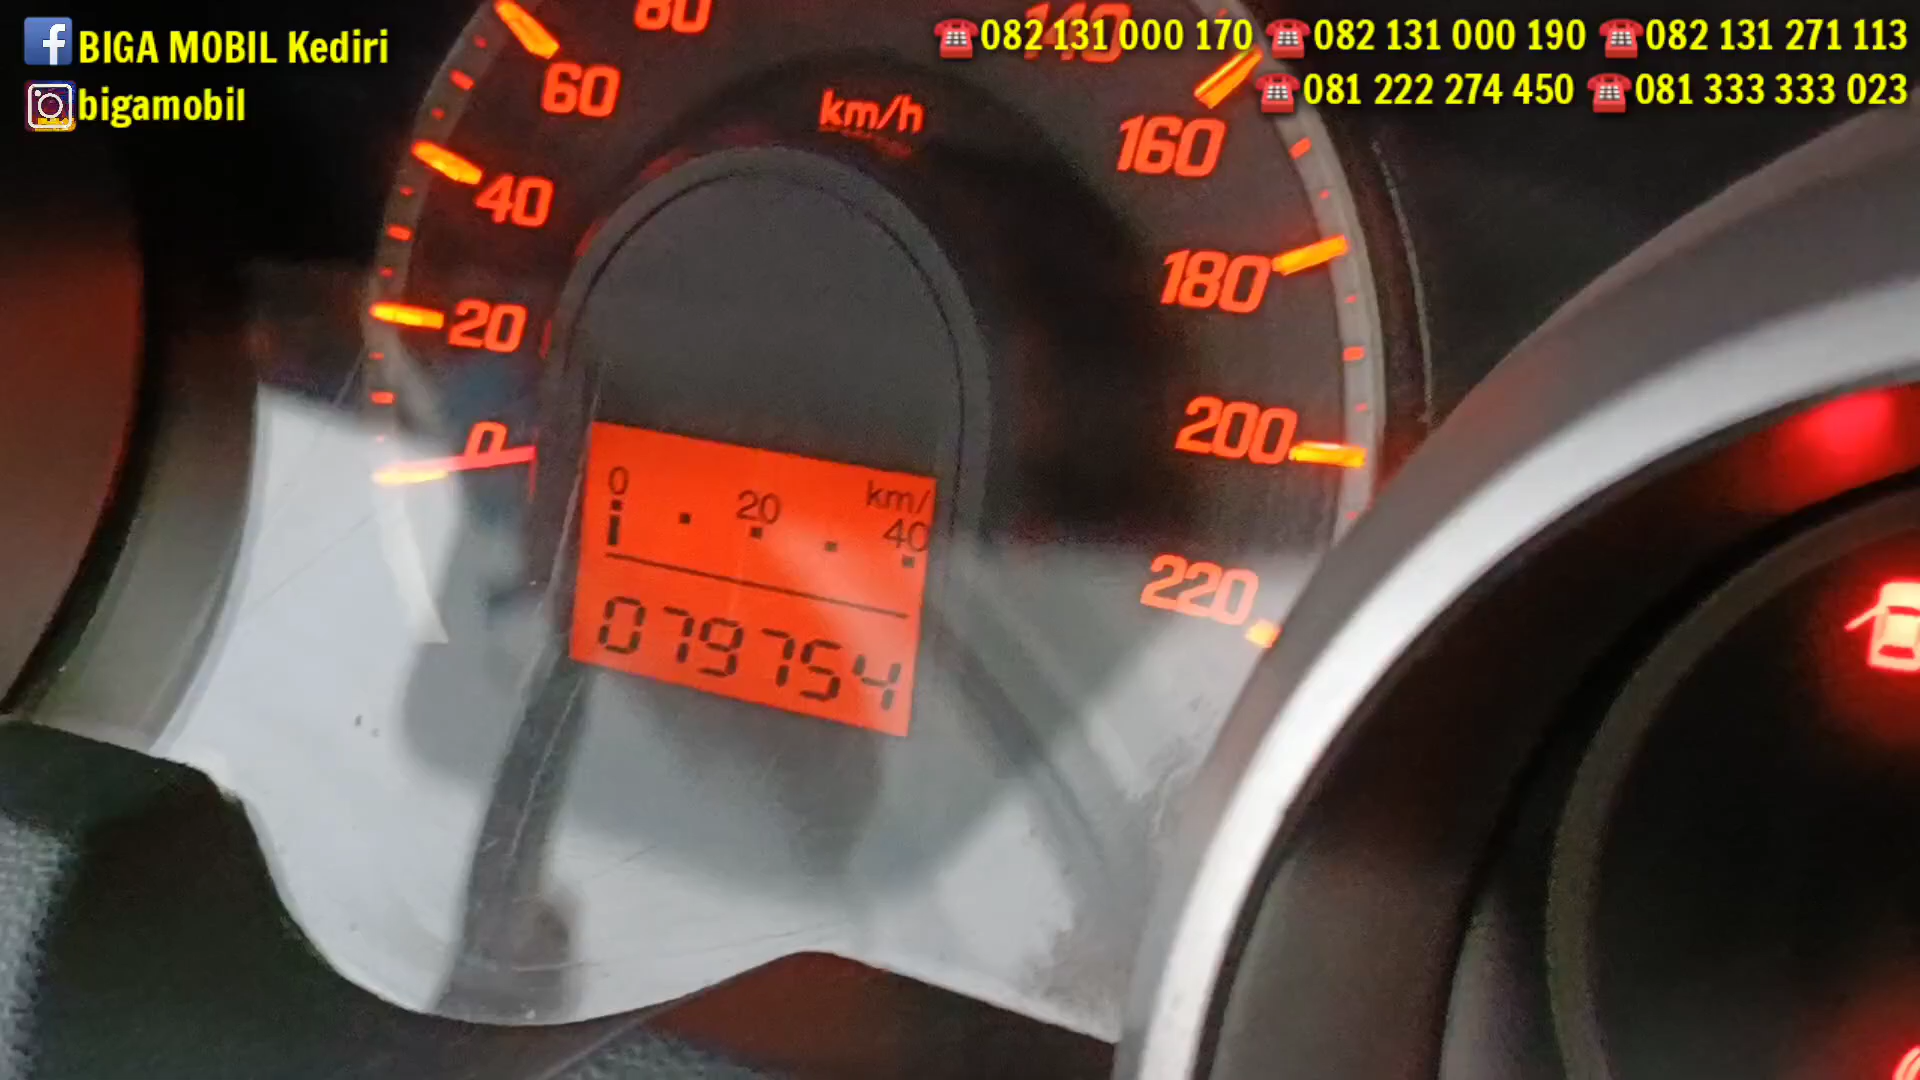 BIGA MOBIL Kediri
bigamobil
☎082 131 000 170 ☎082 131 000 190 ☎082 131 271 113
☎081 222 274 450 ☎081 333 333 023
80
140
60
km/h
160
40
180
20
200
0
0
20
km/
40
220
079754